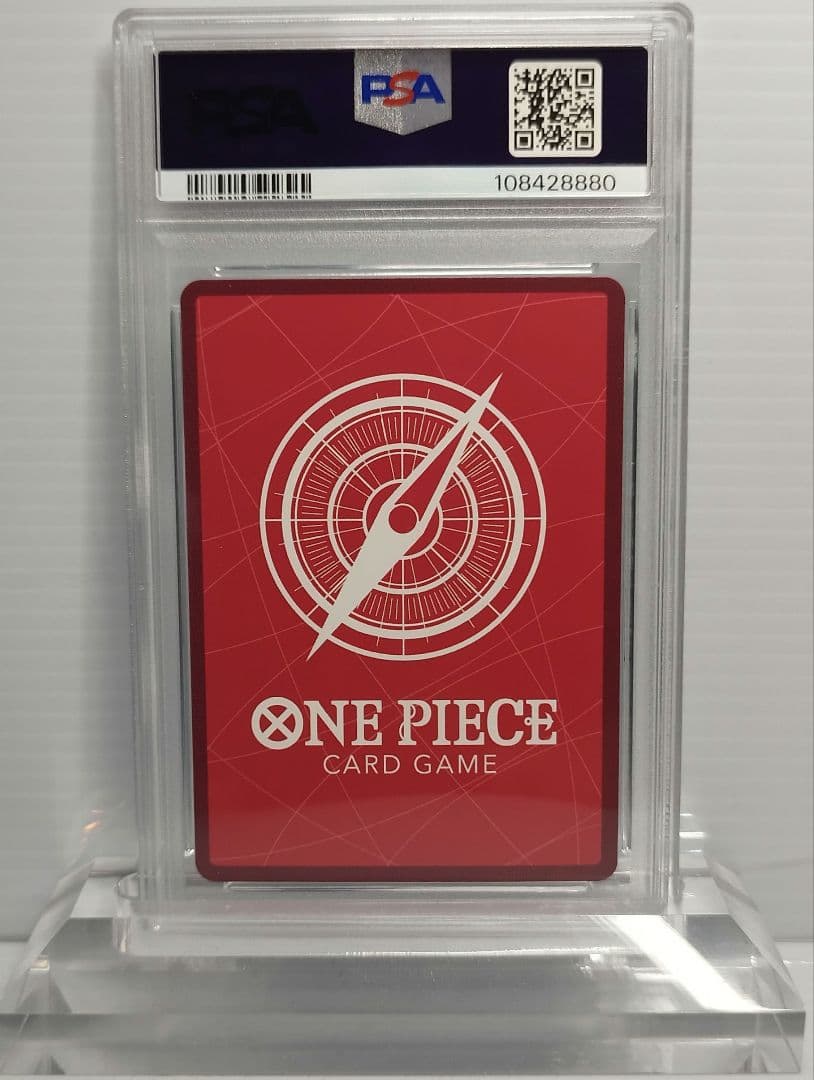 PSA
PSA
108428880
ONE PIECE
CARD GAME